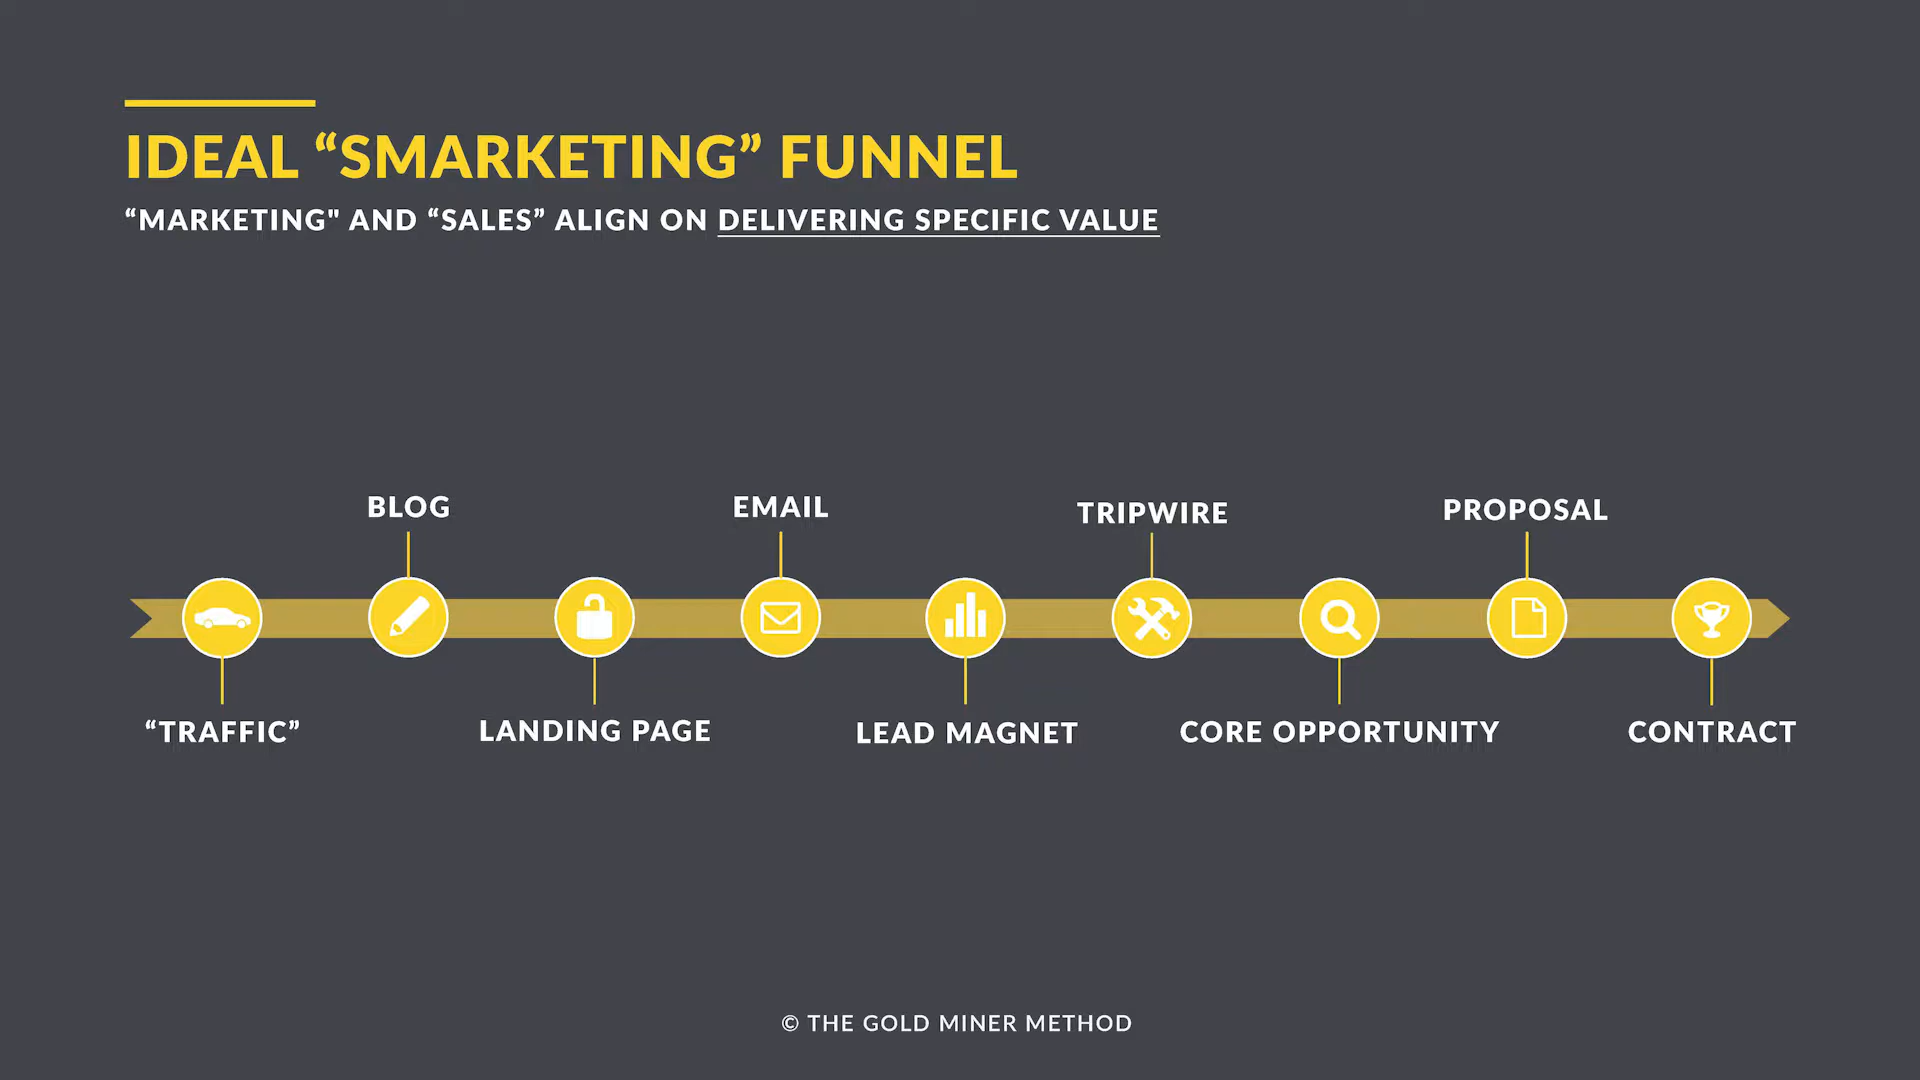 IDEAL “SMARKETING” FUNNEL
“MARKETING" AND “SALES” ALIGN ON DELIVERING SPECIFIC VALUE
“TRAFFIC”
BLOG
LANDING PAGE
EMAIL
LEAD MAGNET
TRIPWIRE
CORE OPPORTUNITY
PROPOSAL
CONTRACT
© THE GOLD MINER METHOD